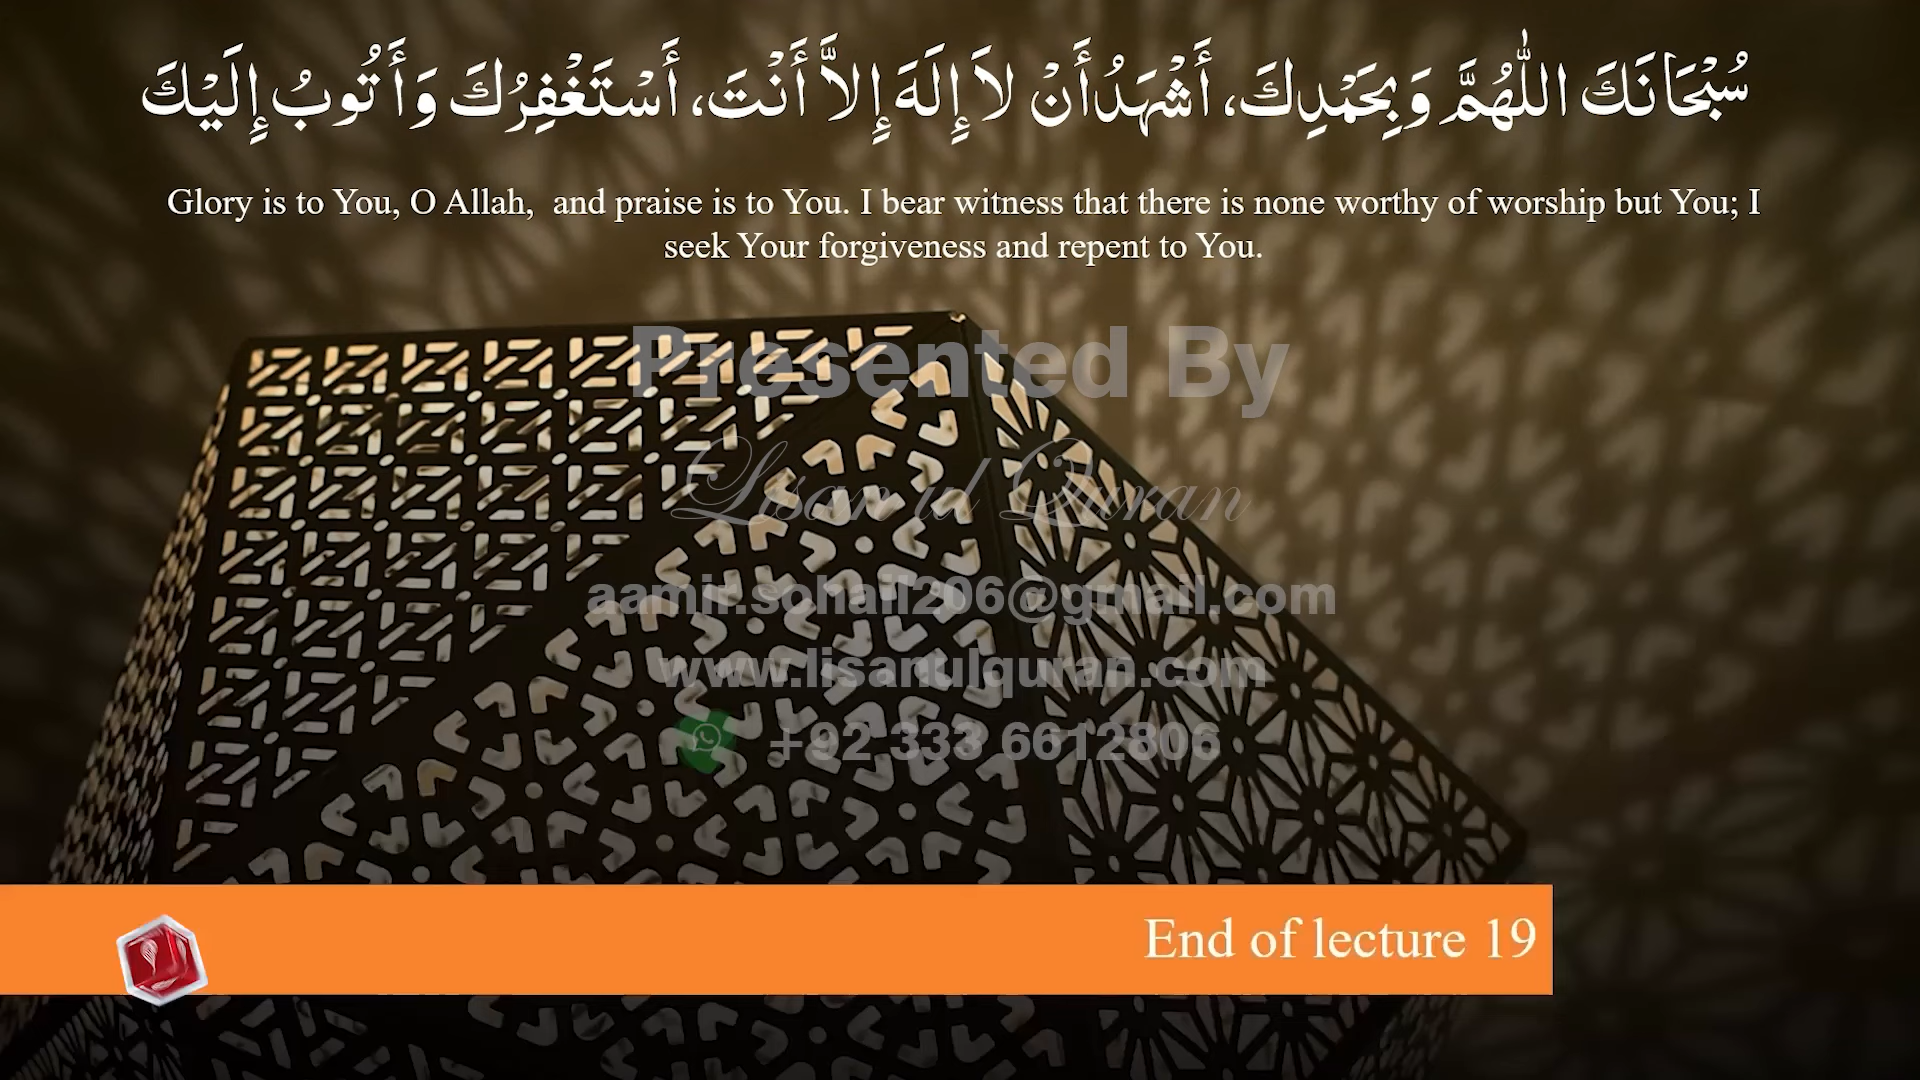 سُبْحَانَكَ اللّٰهُمَّ وَبِحَمْدِكَ، أَشْهَدُ أَنْ لاَ إِلَهَ إِلاَّ أَنْتَ، أَسْتَغْفِرُكَ وَأَتُوبُ إِلَيْكَ
Glory is to You, O Allah,  and praise is to You. I bear witness that there is none worthy of worship but You; I
seek Your forgiveness and repent to You.
Presented By
Lisan ul Quran
aamir.sohail206@gmail.com
www.lisanulquran.com
+92 333 6612806
End of lecture 19